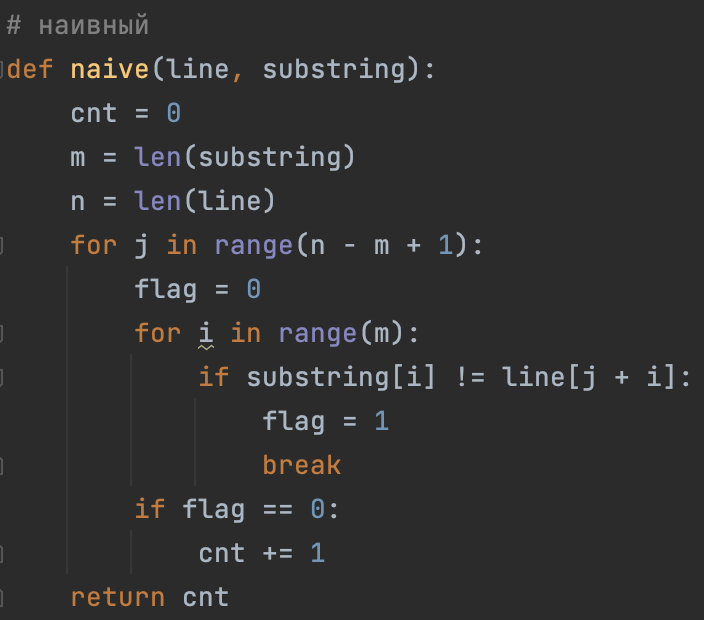 # наивный
def naive(line, substring):
    cnt = 0
    m = len(substring)
    n = len(line)
    for j in range(n - m + 1):
        flag = 0
        for i in range(m):
            if substring[i] != line[j + i]:
                flag = 1
                break
        if flag == 0:
            cnt += 1
    return cnt